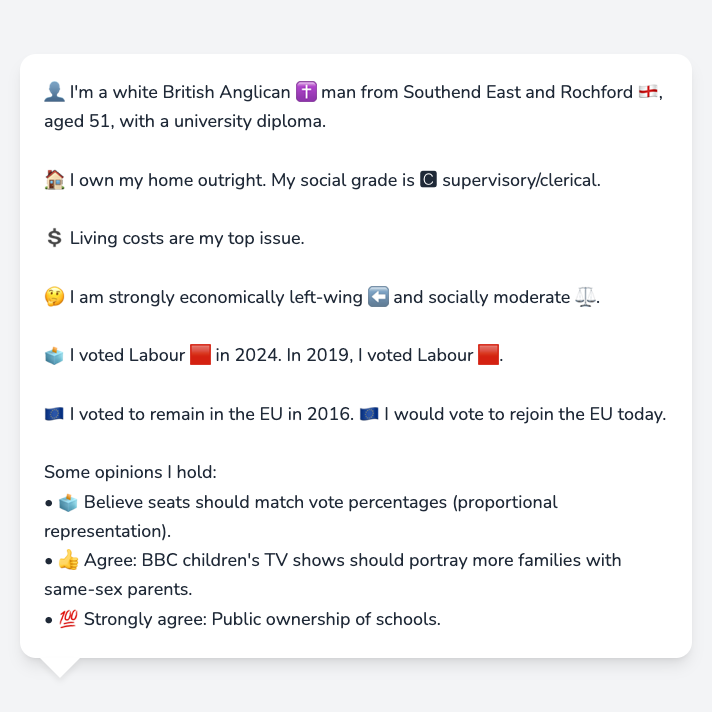 👤 I'm a white British Anglican ✝️ man from Southend East and Rochford 🏴󠁧󠁢󠁥󠁮󠁧󠁿,
aged 51, with a university diploma.
🏠 I own my home outright. My social grade is 🅲 supervisory/clerical.
💲 Living costs are my top issue.
🤔 I am strongly economically left-wing ⬅️ and socially moderate ⚖️.
🗳️ I voted Labour 🟥 in 2024. In 2019, I voted Labour 🟥.
🇪🇺 I voted to remain in the EU in 2016. 🇪🇺 I would vote to rejoin the EU today.
Some opinions I hold:
• 🗳️ Believe seats should match vote percentages (proportional
representation).
• 👍 Agree: BBC children's TV shows should portray more families with
same-sex parents.
• 💯 Strongly agree: Public ownership of schools.